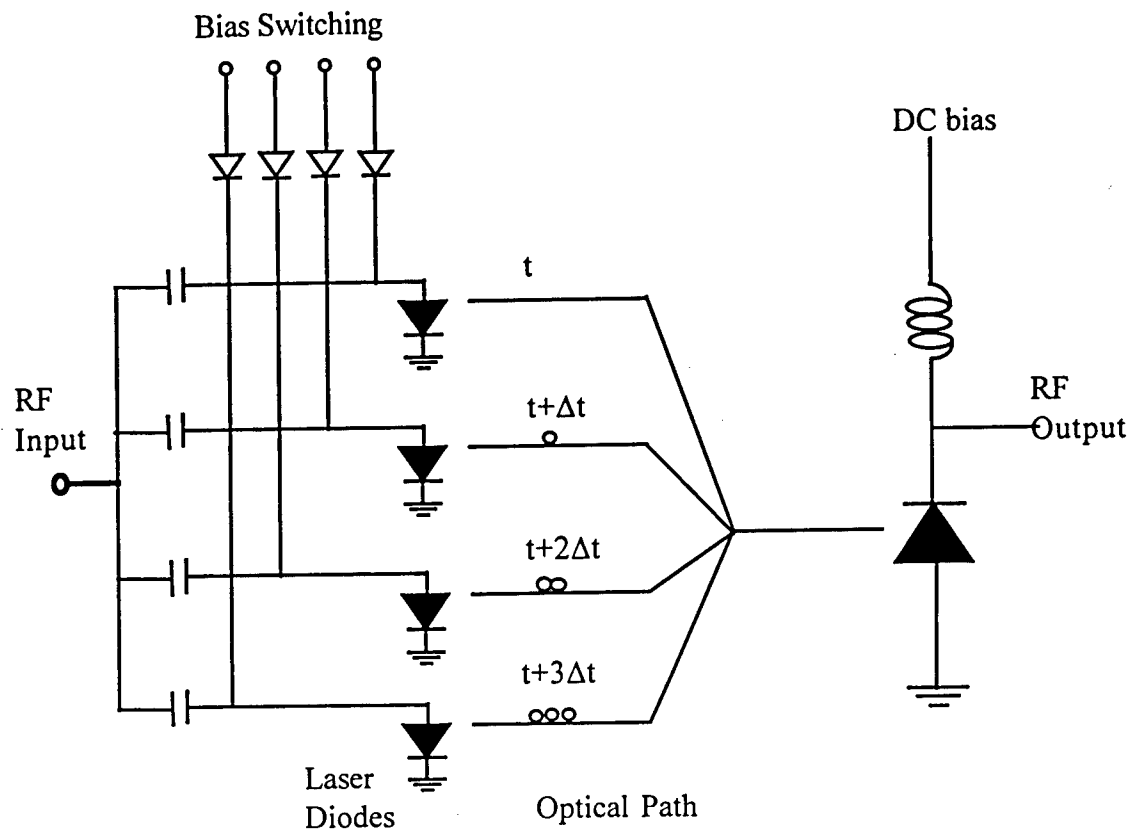 Bias Switching
DC bias
t
RF
Input
t+Δt
RF
Output
t+2Δt
t+3Δt
Laser
Diodes
Optical Path